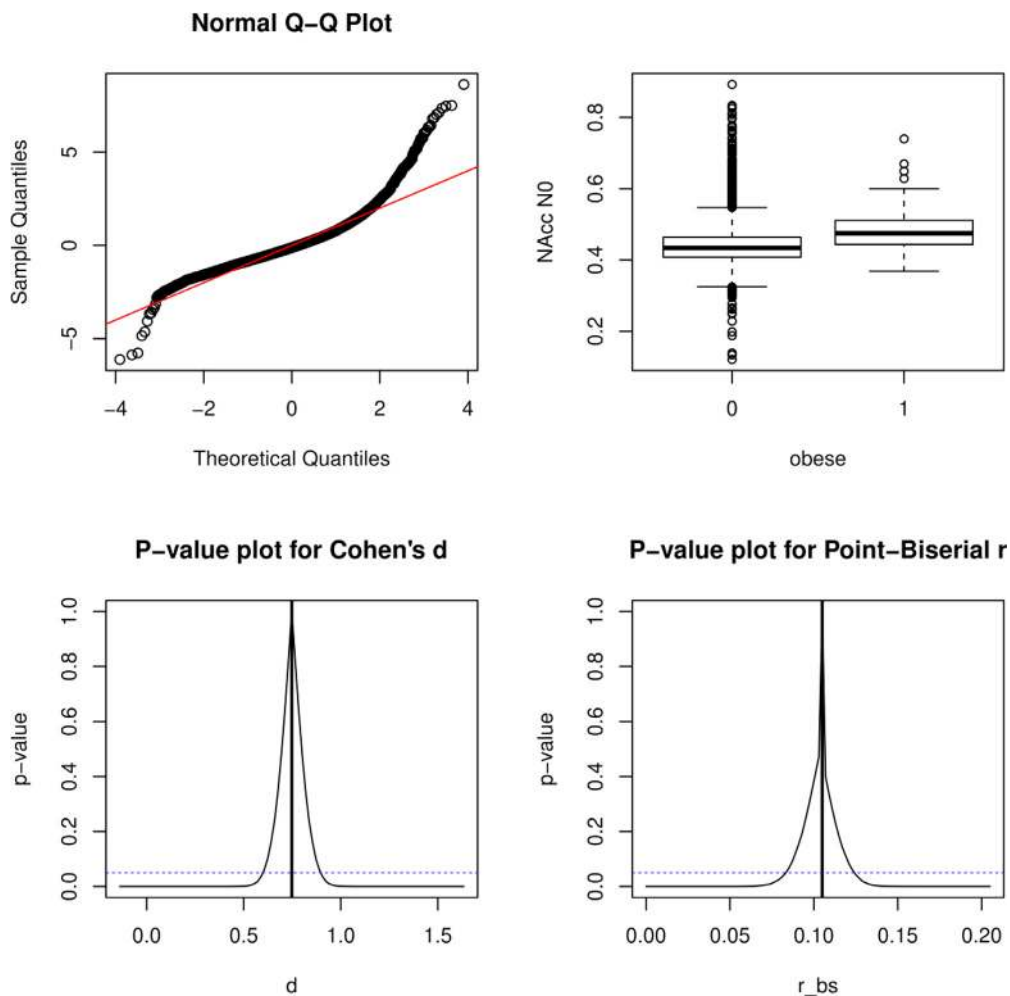 Normal Q−Q Plot
Sample Quantiles
5
0
−5
−4 −2 0 2 4
Theoretical Quantiles
NAcc N0
0.8
0.6
0.4
0.2
0 1
obese
P−value plot for Cohen's d
p−value
1.0
0.8
0.6
0.4
0.2
0.0
0.0 0.5 1.0 1.5
d
P−value plot for Point−Biserial r
p−value
1.0
0.8
0.6
0.4
0.2
0.0
0.00 0.05 0.10 0.15 0.20
r_bs